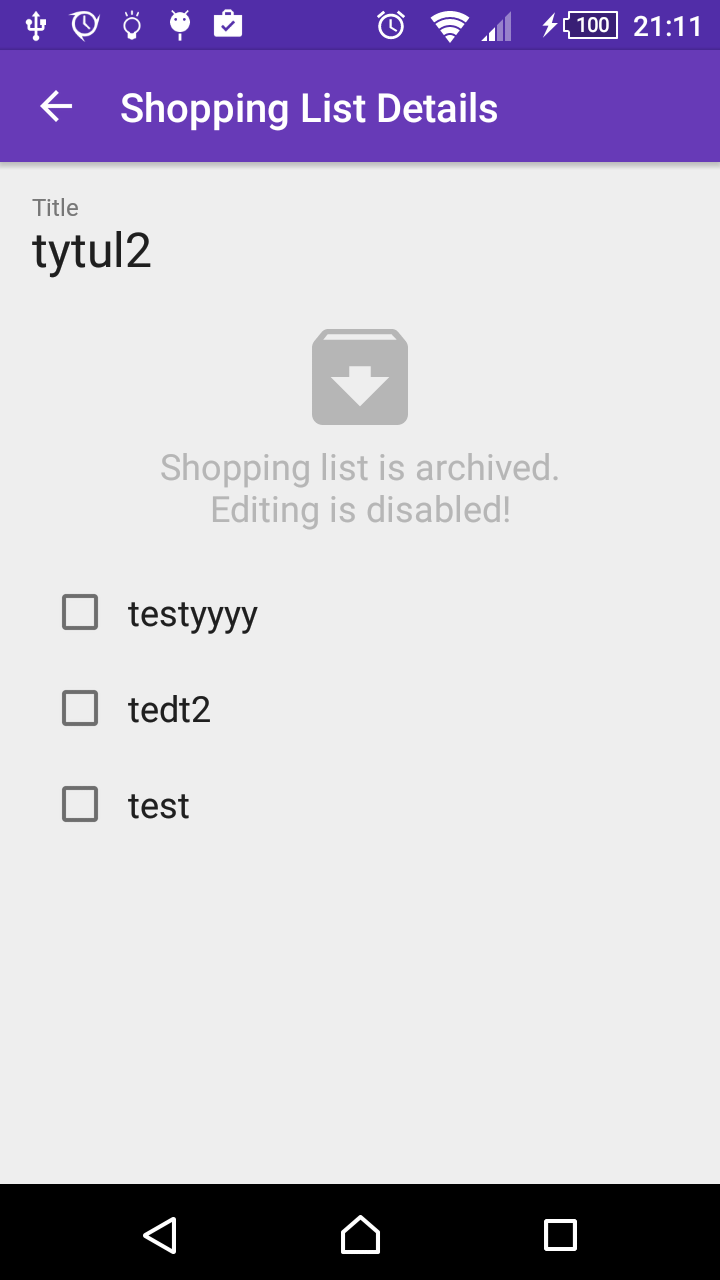 100 21:11
Shopping List Details
Title
tytul2
Shopping list is archived.
Editing is disabled!
testyyyy
tedt2
test